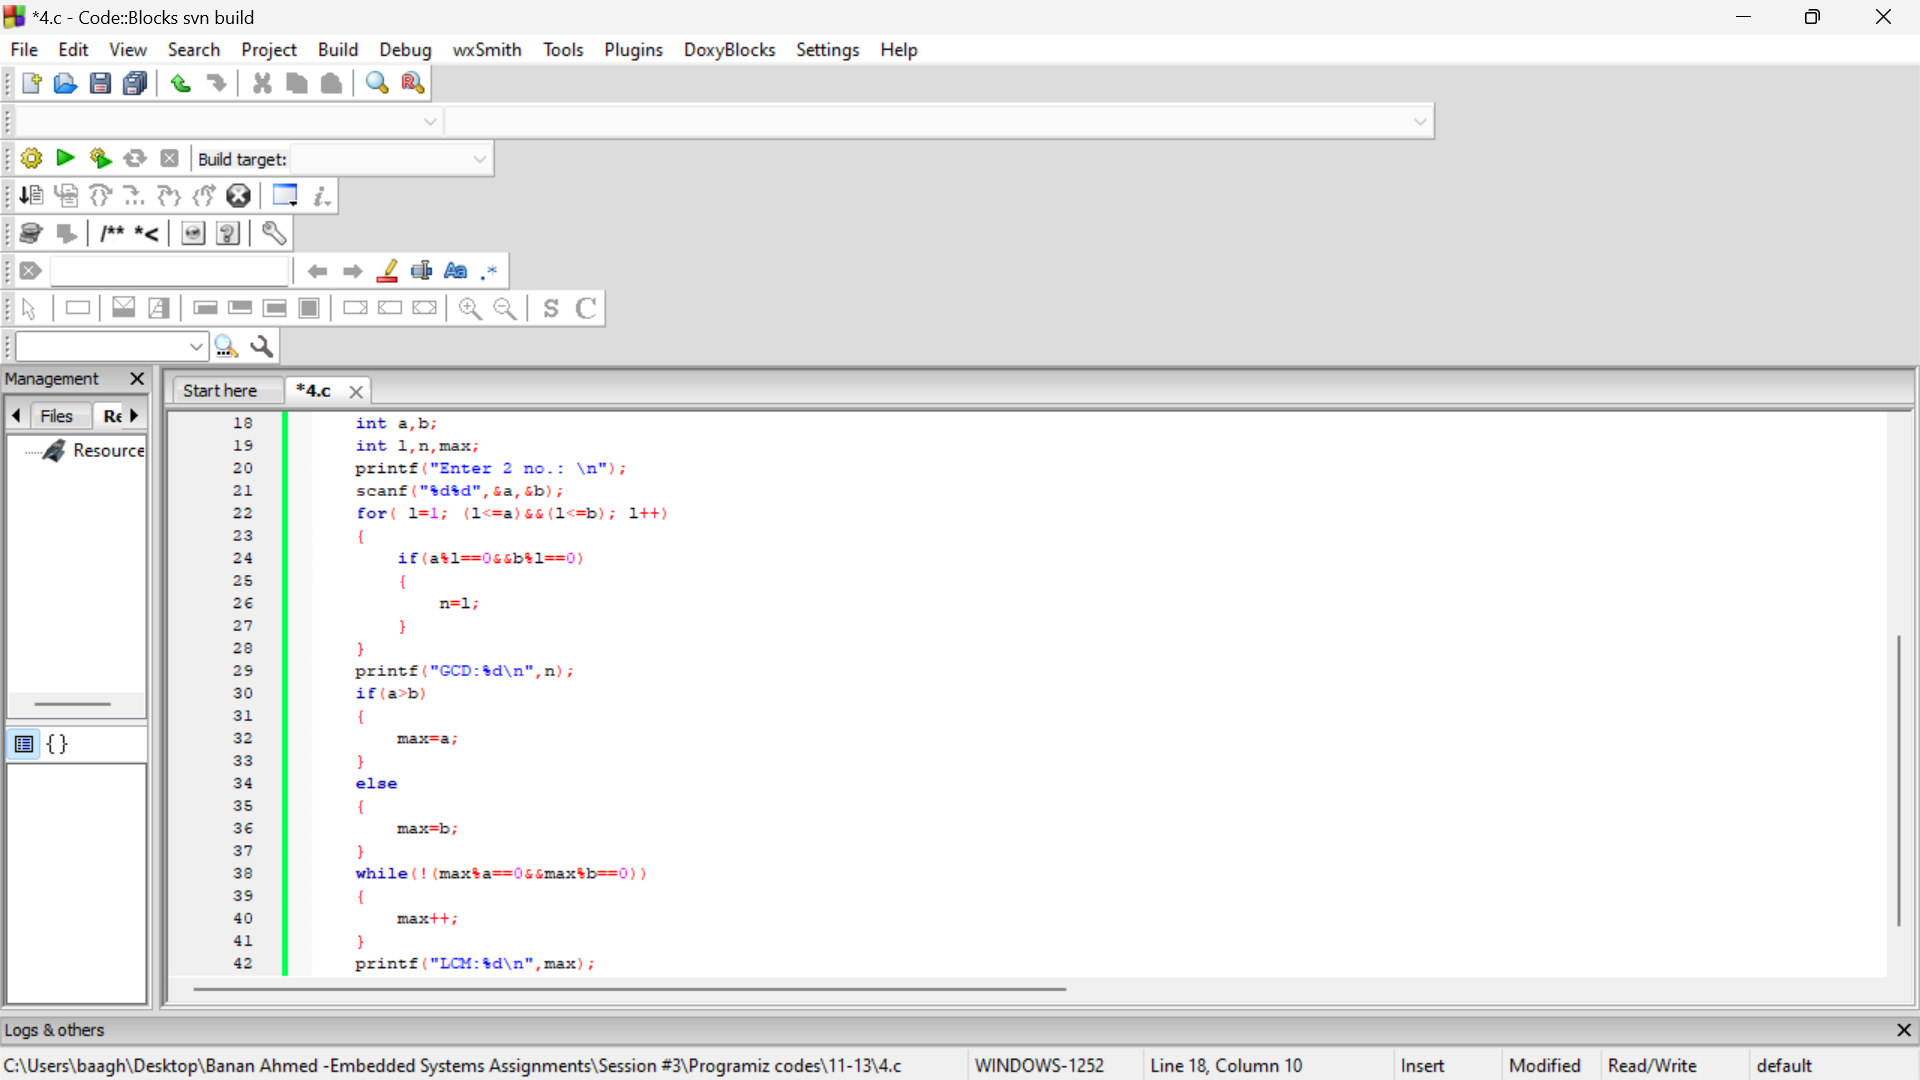 *4.c - Code::Blocks svn build
File Edit View Search Project Build Debug wxSmith Tools Plugins DoxyBlocks Settings Help
Build target:
/** *<
Aa .*
S C
Management
Start here *4.c
Files Re
Resource
{}
18 int a,b;
19 int l,n,max;
20 printf("Enter 2 no.: \n");
21 scanf("%d%d",&a,&b);
22 for( l=1; (l<=a)&&(l<=b); l++)
23 {
24 if(a%l==0&&b%l==0)
25 {
26 n=l;
27 }
28 }
29 printf("GCD:%d\n",n);
30 if(a>b)
31 {
32 max=a;
33 }
34 else
35 {
36 max=b;
37 }
38 while(!(max%a==0&&max%b==0))
39 {
40 max++;
41 }
42 printf("LCM:%d\n",max);
Logs & others
C:\Users\baagh\Desktop\Banan Ahmed -Embedded Systems Assignments\Session #3\Programiz codes\11-13\4.c WINDOWS-1252 Line 18, Column 10 Insert Modified Read/Write default